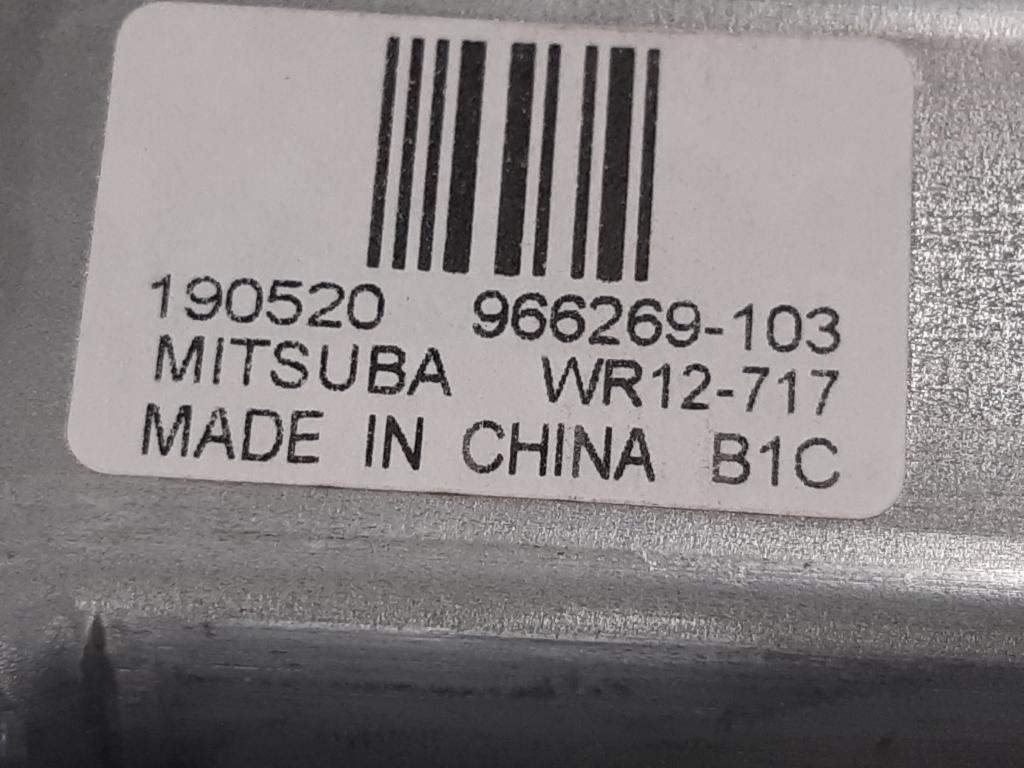 190520 966269-103
MITSUBA WR12-717
MADE IN CHINA B1C